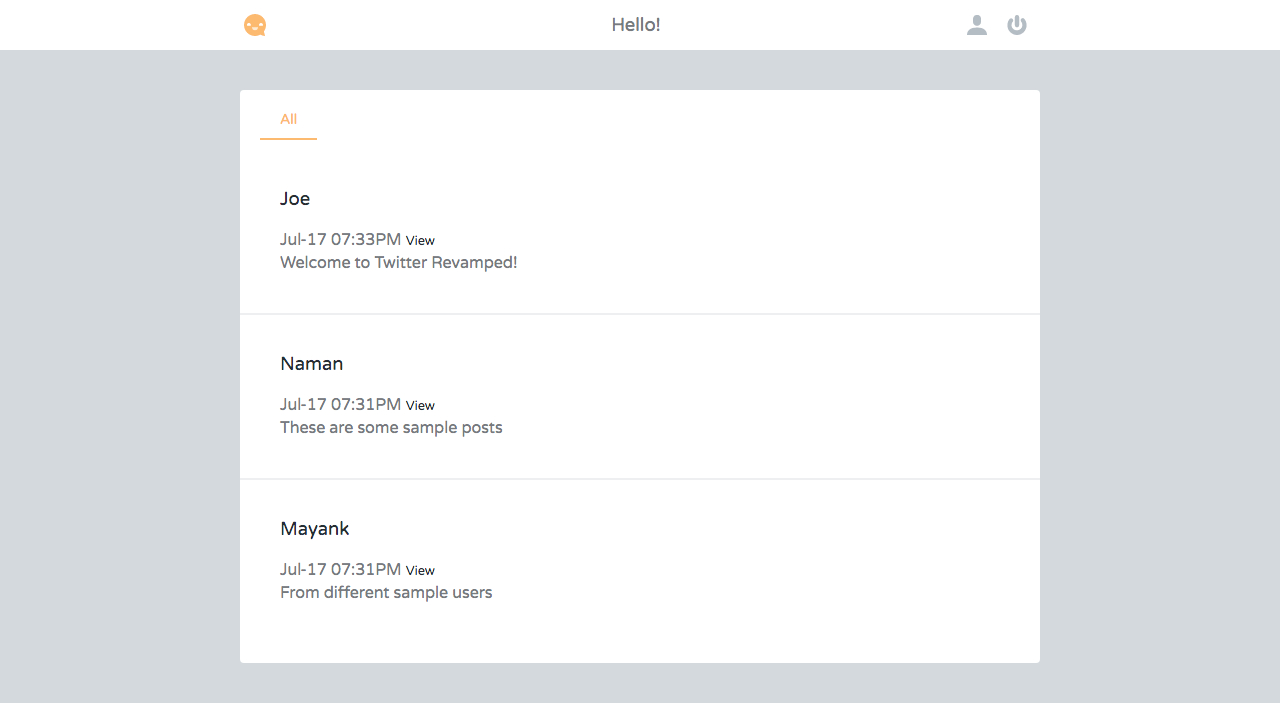 Hello!
All
Joe
Jul-17 07:33PM View
Welcome to Twitter Revamped!
Naman
Jul-17 07:31PM View
These are some sample posts
Mayank
Jul-17 07:31PM View
From different sample users